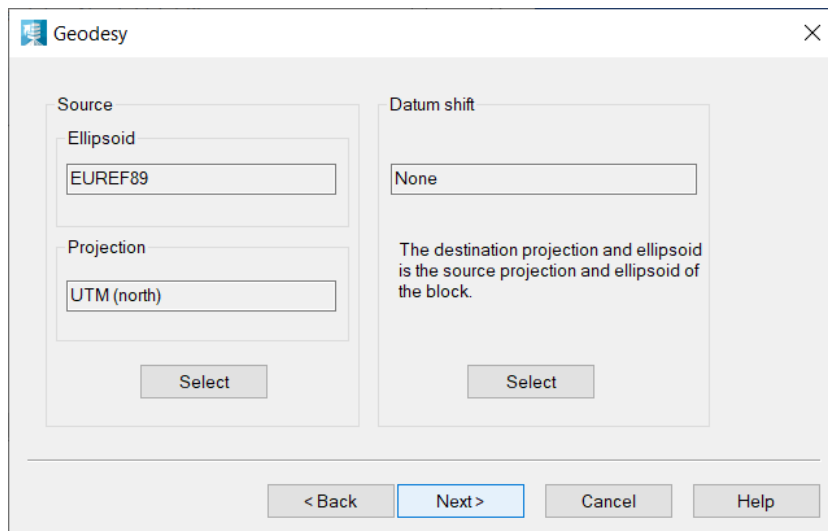 Geodesy
Source
Ellipsoid
EUREF89
Projection
UTM (north)
Select
Datum shift
None
The destination projection and ellipsoid
is the source projection and ellipsoid of
the block.
Select
< Back
Next >
Cancel
Help